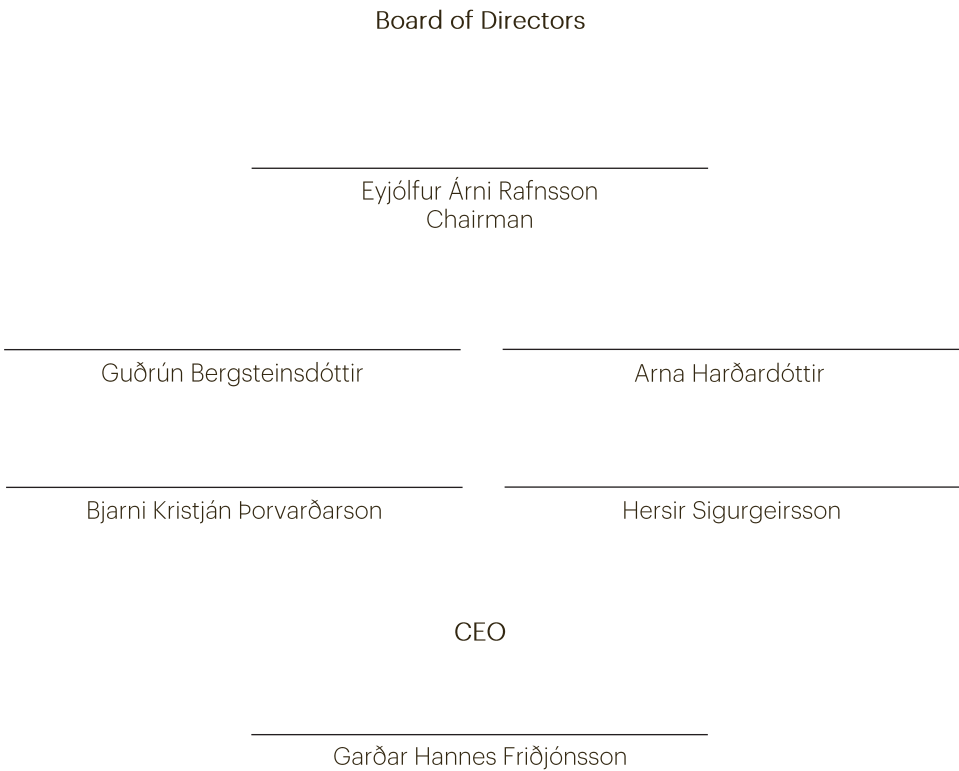 Board of Directors
Eyjólfur Árni Rafnsson
Chairman
Guðrún Bergsteinsdóttir
Arna Harðardóttir
Bjarni Kristján Þorvarðarson
Hersir Sigurgeirsson
CEO
Garðar Hannes Friðjónsson